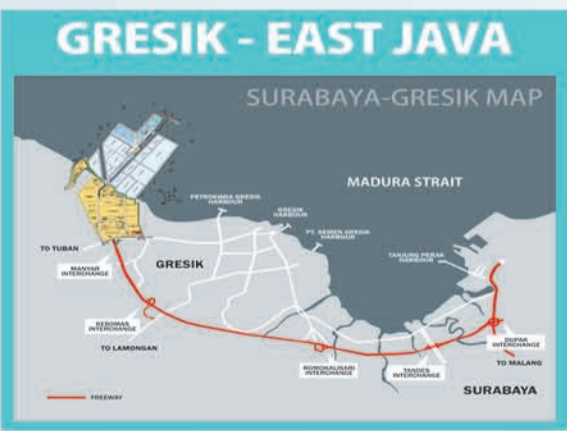 GRESIK - EAST JAVA
SURABAYA-GRESIK MAP
MADURA STRAIT
PETROKIMIA GRESIK
HARBOUR
GRESIK
HARBOUR
PT. SEMEN GRESIK
HARBOUR
TANJUNG PERAK
HARBOUR
TO TUBAN
MANYAR
INTERCHANGE
GRESIK
KEBOMAS
INTERCHANGE
TO LAMONGAN
ROMOKALISARI
INTERCHANGE
TANDES
INTERCHANGE
DUPAK
INTERCHANGE
TO MALANG
SURABAYA
FREEWAY